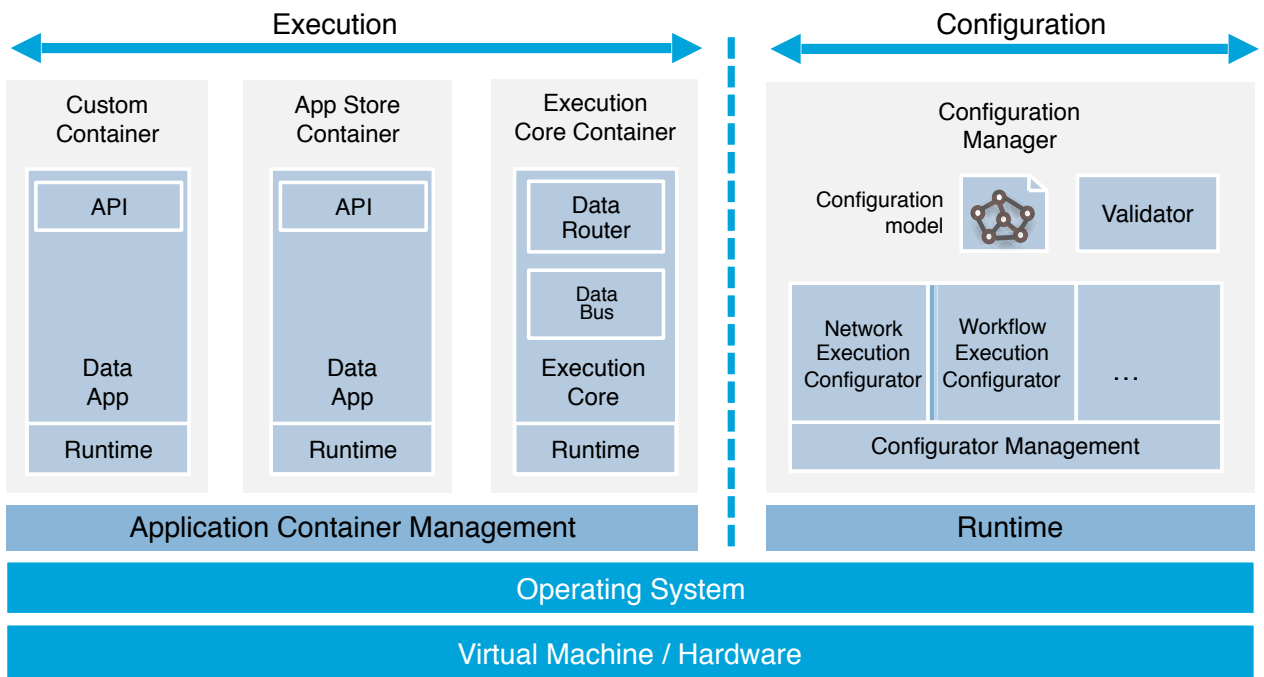 Execution
Configuration
Custom
Container
API
Data
App
Runtime
App Store
Container
API
Data
App
Runtime
Execution
Core Container
Data
Router
Data
Bus
Execution
Core
Runtime
Application Container Management
Configuration
Manager
Configuration
model
Validator
Network
Execution
Configurator
Workflow
Execution
Configurator
...
Configurator Management
Runtime
Operating System
Virtual Machine / Hardware